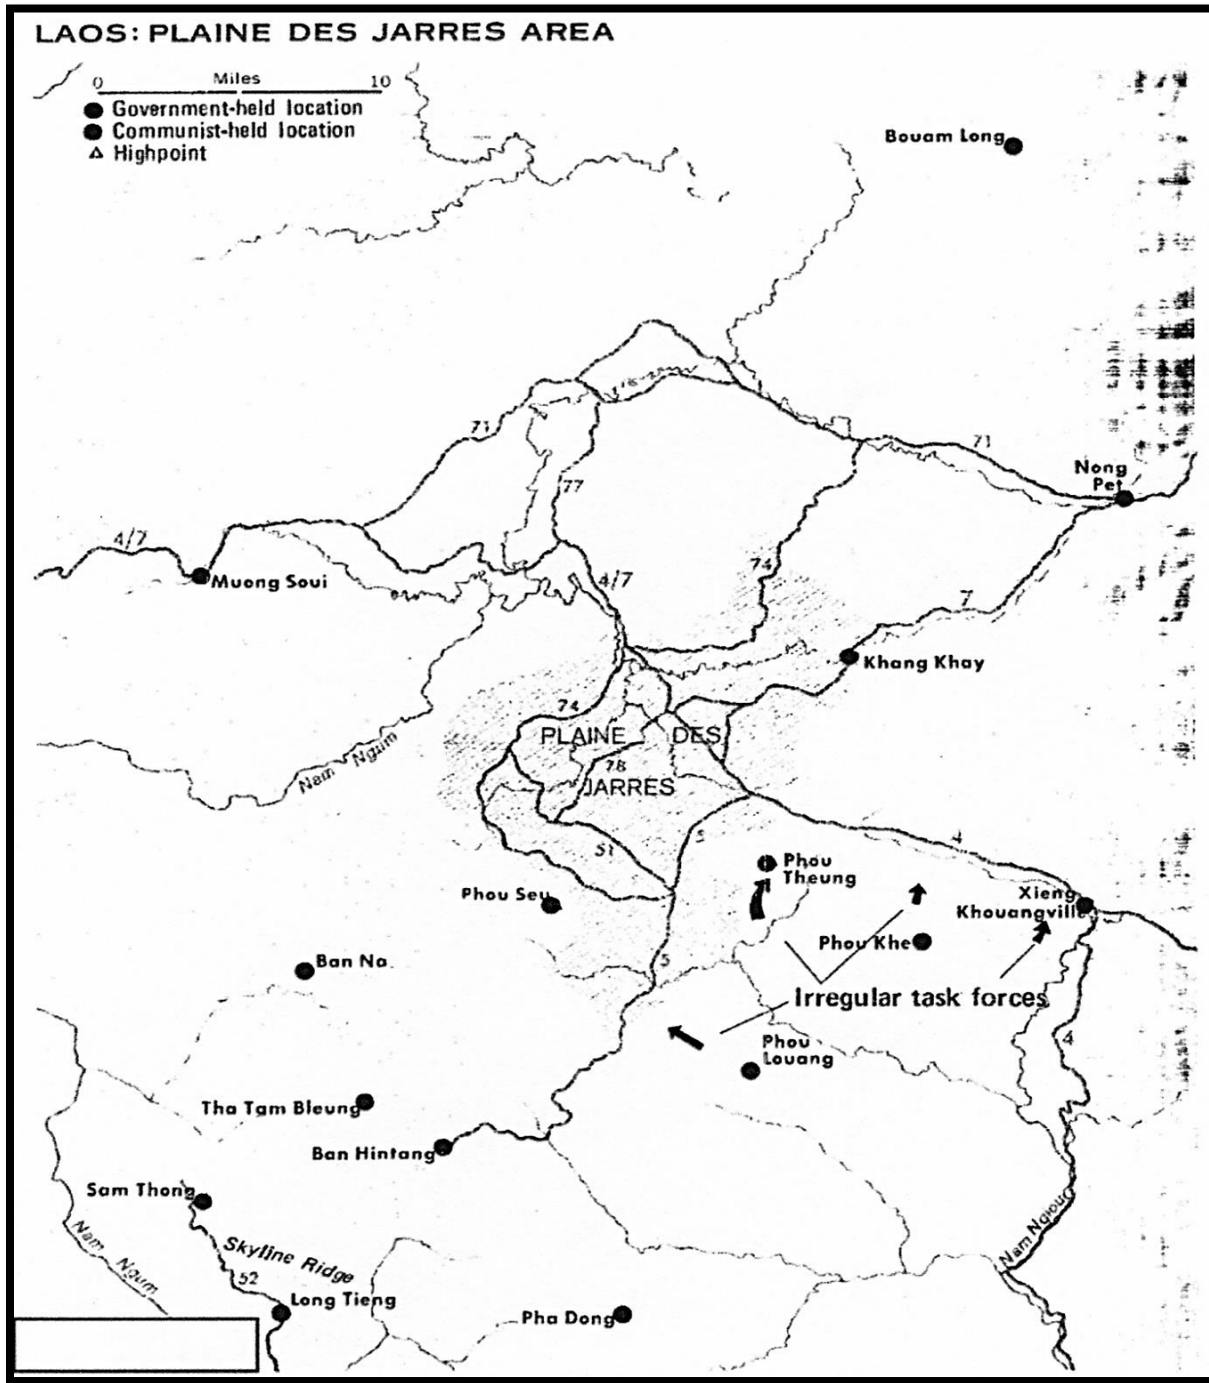 LAOS: PLAINE DES JARRES AREA
0 Miles 10
Government-held location
Communist-held location
Highpoint
Bouam Long
71
71
Nong
Pet
77
4/7
Muong Soui
4/7
74
7
Khang Khay
74
PLAINE DES
Nam Ngum
78
JARRES
5
4
51
Phou
Theung
Phou Seu
Xieng
Khouangville
Phou Khe
Ban Na
5
Irregular task forces
Phou
Louang
4
Tha Tam Bleung
Ban Hintang
Sam Thong
Nam Ngum
Skyline Ridge
52
Nam Ngiou
Long Tieng
Pha Dong